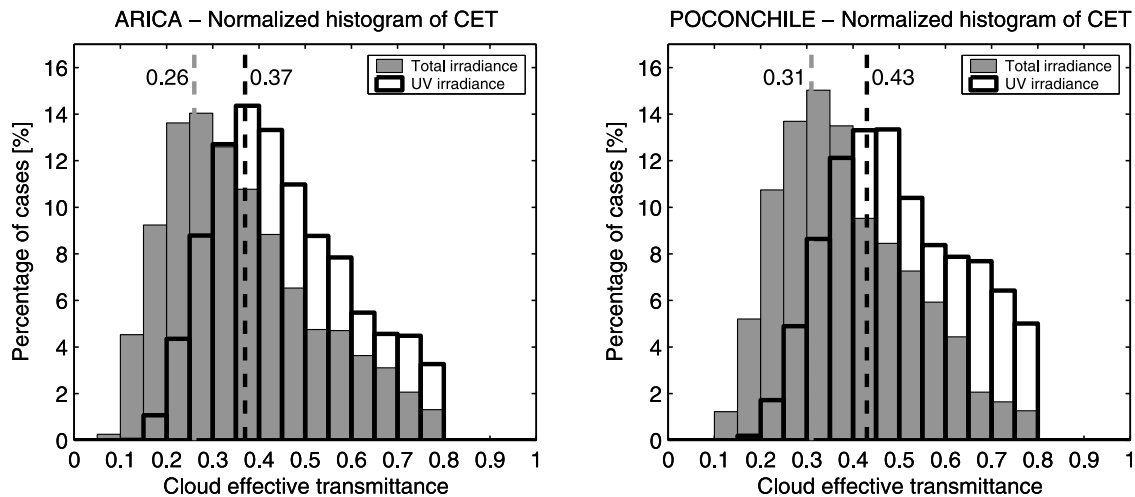 ARICA – Normalized histogram of CET
16
14
12
10
8
6
4
2
0
Percentage of cases [%]
0.26
0.37
Total irradiance
UV irradiance
0 0.1 0.2 0.3 0.4 0.5 0.6 0.7 0.8 0.9 1
Cloud effective transmittance
POCONCHILE – Normalized histogram of CET
16
14
12
10
8
6
4
2
0
Percentage of cases [%]
0.31
0.43
Total irradiance
UV irradiance
0 0.1 0.2 0.3 0.4 0.5 0.6 0.7 0.8 0.9 1
Cloud effective transmittance